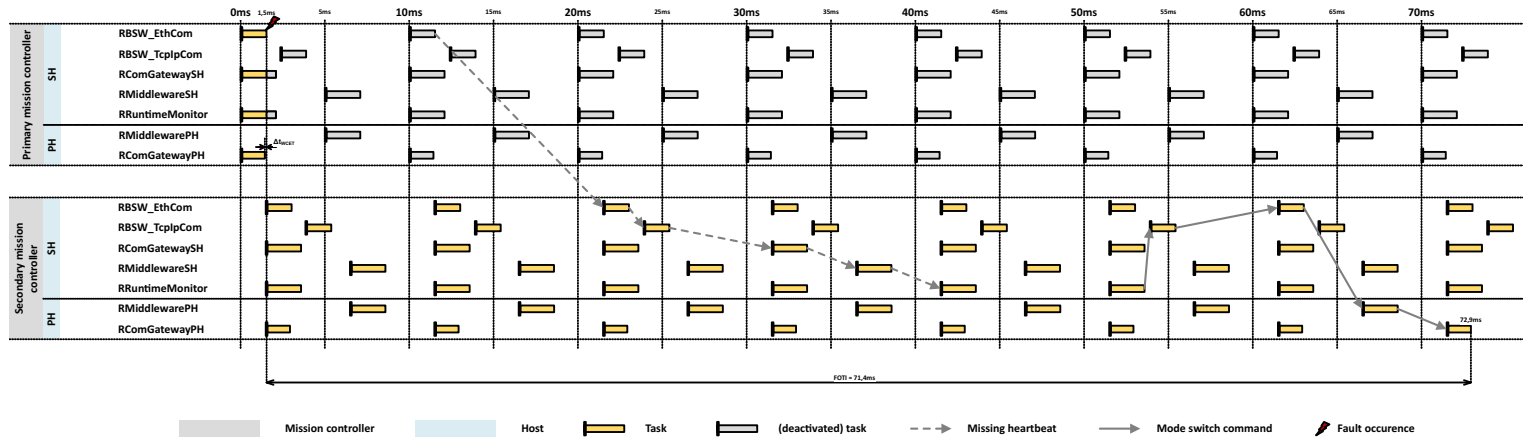 0ms 1,5ms 5ms 10ms 15ms 20ms 25ms 30ms 35ms 40ms 45ms 50ms 55ms 60ms 65ms 70ms
Primary mission controller
SH
RBSW_EthCom
RBSW_TcpIpCom
RComGatewaySH
RMiddlewareSH
RRuntimeMonitor
PH
RMiddlewarePH
RComGatewayPH
ΔtWCET
Secondary mission
controller
SH
RBSW_EthCom
RBSW_TcpIpCom
RComGatewaySH
RMiddlewareSH
RRuntimeMonitor
PH
RMiddlewarePH
RComGatewayPH
72,9ms
FOTI = 71,4ms
Mission controller Host Task (deactivated) task Missing heartbeat Mode switch command Fault occurence